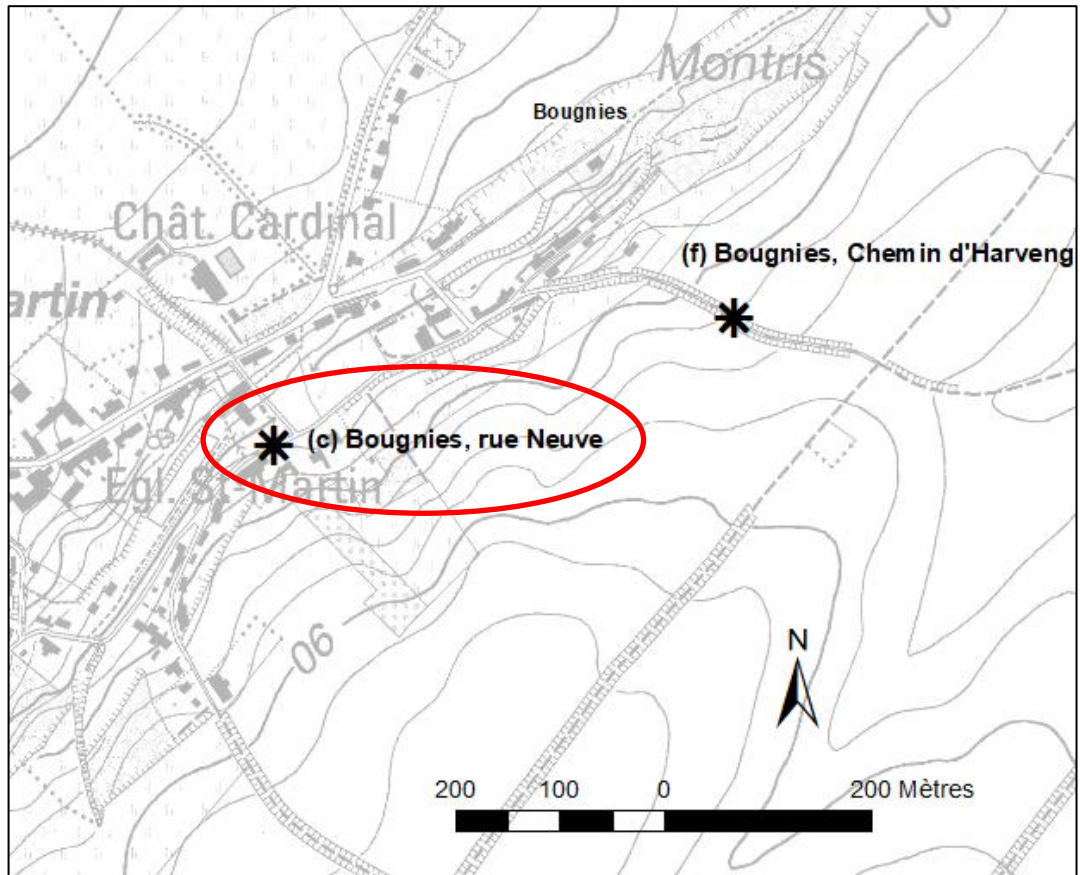 Montris
Bougnies
Chât. Cardinal
(f) Bougnies, Chemin d'Harveng
artin
(c) Bougnies, rue Neuve
Egl. St-Martin
90
N
200 100 0 200 Mètres